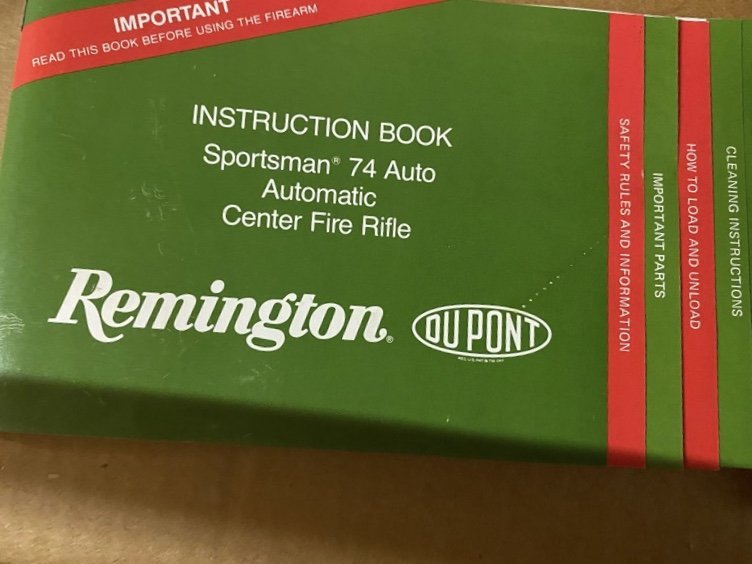 IMPORTANT
READ THIS BOOK BEFORE USING THE FIREARM
INSTRUCTION BOOK
Sportsman® 74 Auto
Automatic
Center Fire Rifle
Remington®
DU PONT
SAFETY RULES AND INFORMATION
IMPORTANT PARTS
HOW TO LOAD AND UNLOAD
CLEANING INSTRUCTIONS